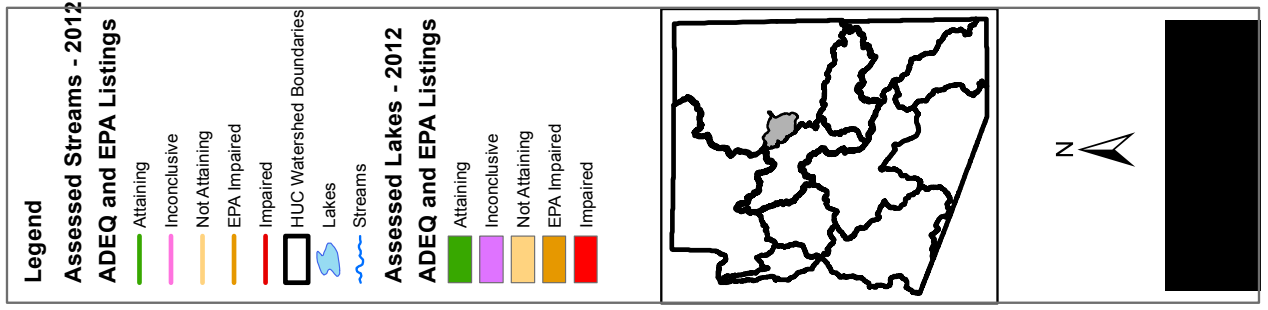 Legend
Assessed Streams - 2012
ADEQ and EPA Listings
Attaining
Inconclusive
Not Attaining
EPA Impaired
Impaired
HUC Watershed Boundaries
Lakes
Streams
Assessed Lakes - 2012
ADEQ and EPA Listings
Attaining
Inconclusive
Not Attaining
EPA Impaired
Impaired
N